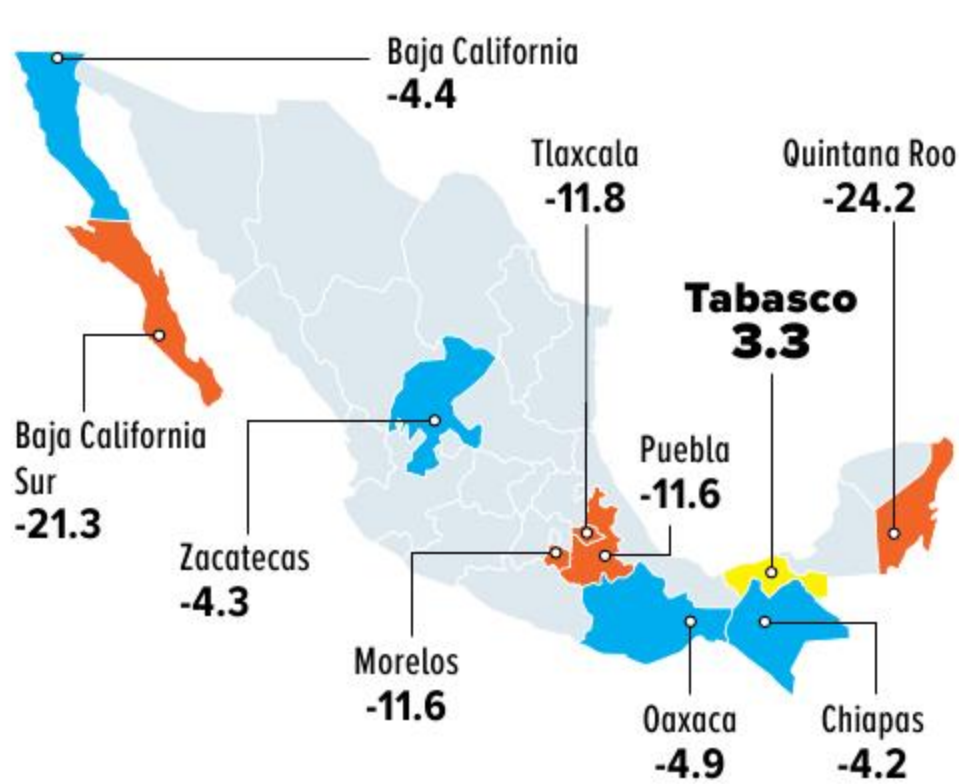 Baja California
-4.4
Tlaxcala
-11.8
Quintana Roo
-24.2
Tabasco
3.3
Baja California
Sur
-21.3
Puebla
-11.6
Zacatecas
-4.3
Morelos
-11.6
Oaxaca
-4.9
Chiapas
-4.2